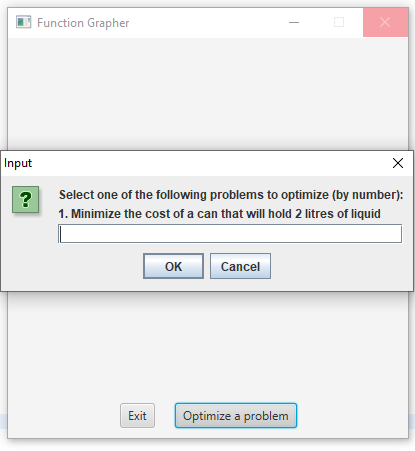 Function Grapher
Input
?
Select one of the following problems to optimize (by number):
1. Minimize the cost of a can that will hold 2 litres of liquid
OK
Cancel
Exit
Optimize a problem